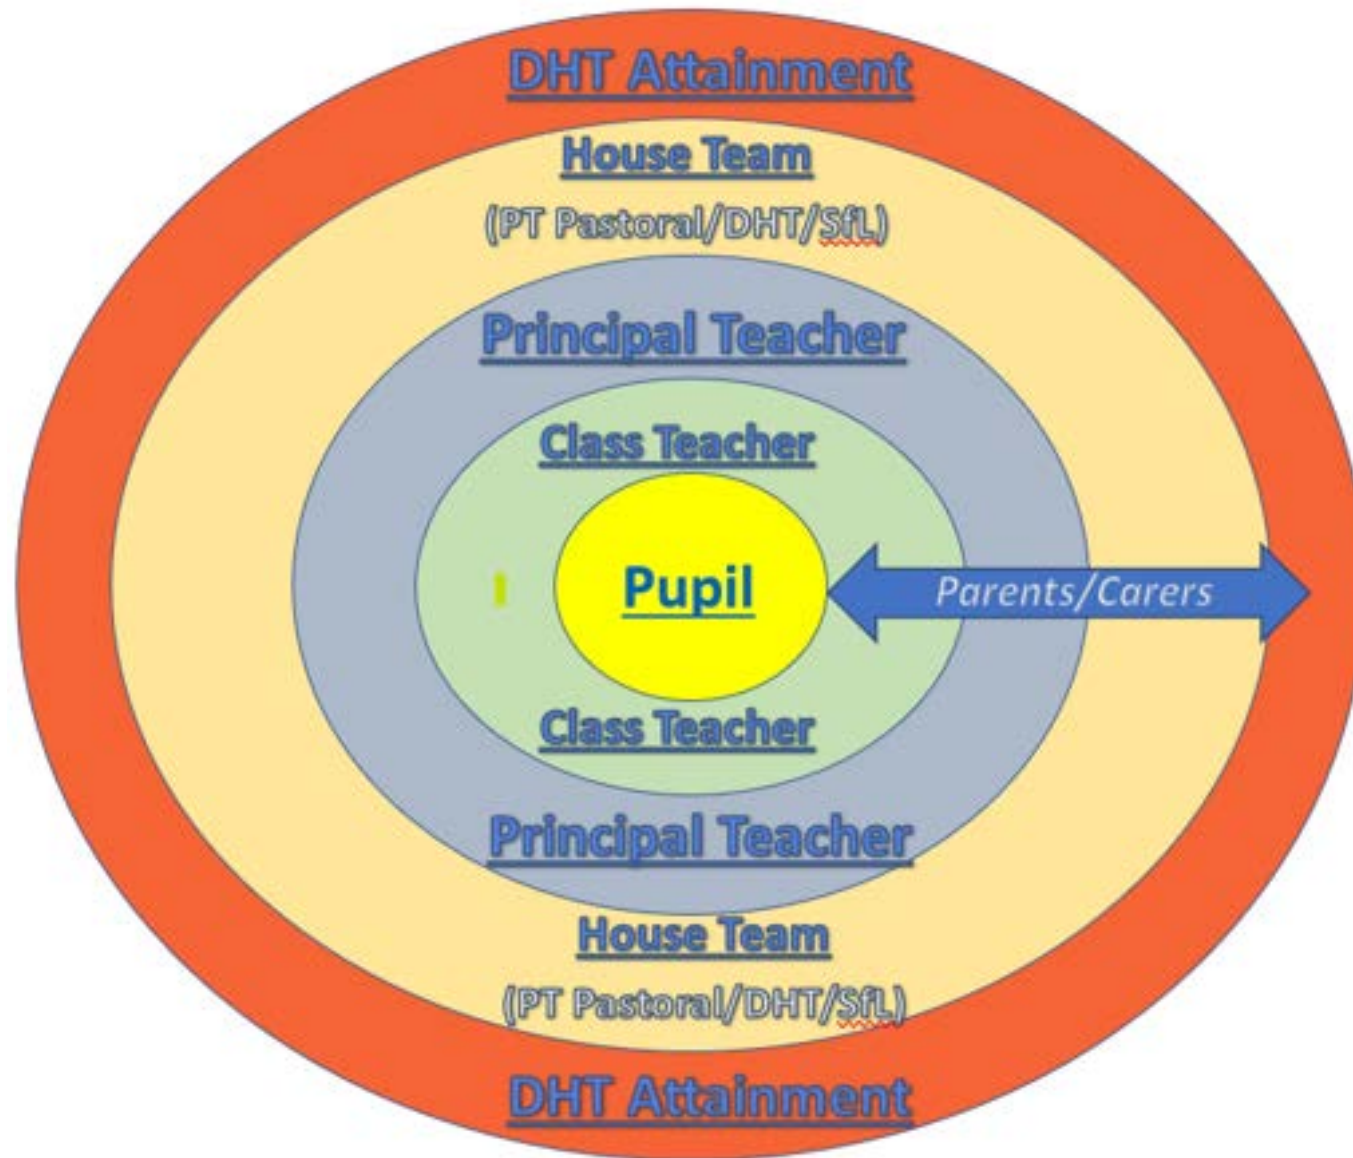 DHT Attainment
House Team
(PT Pastoral/DHT/SfL)
Principal Teacher
Class Teacher
Pupil
Parents/Carers
Class Teacher
Principal Teacher
House Team
(PT Pastoral/DHT/SfL)
DHT Attainment